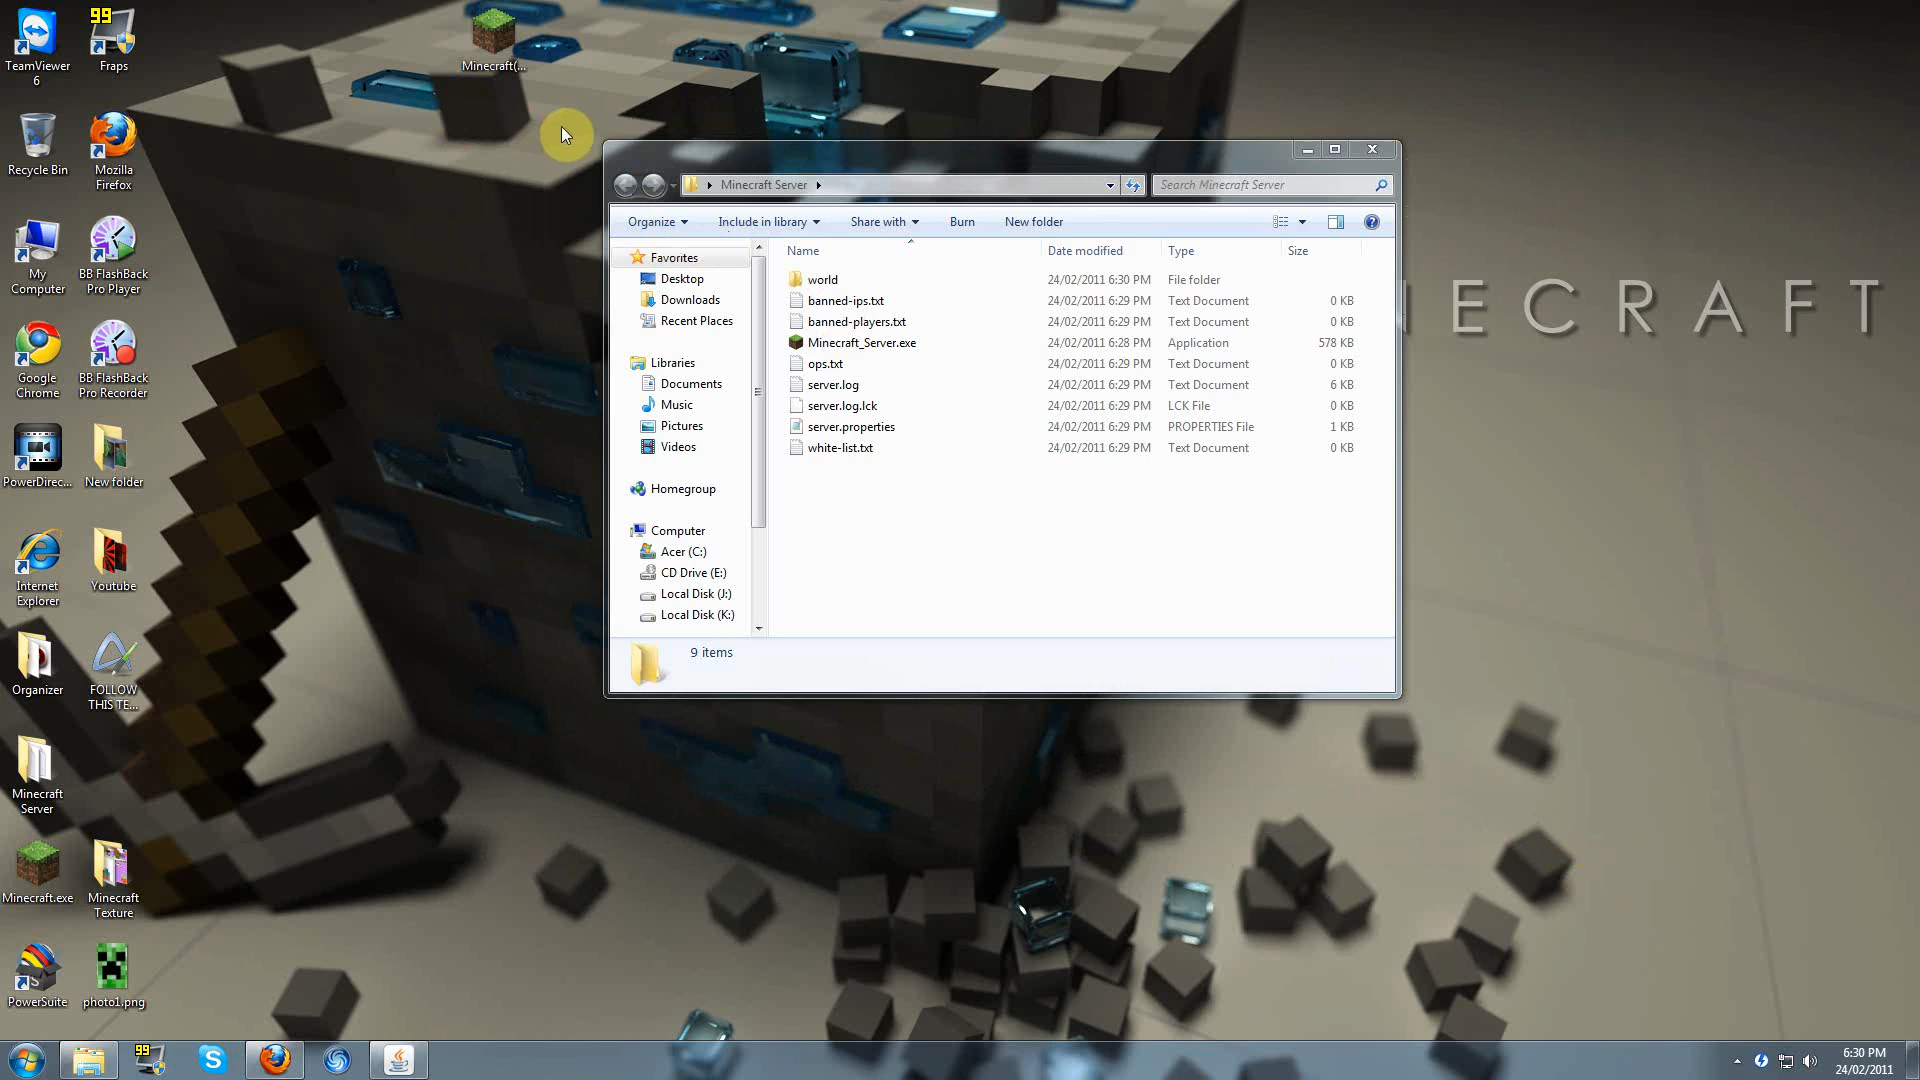 TeamViewer
6
99
Fraps
Minecraft(...
Recycle Bin
Mozilla
Firefox
My
Computer
BB FlashBack
Pro Player
Google
Chrome
BB FlashBack
Pro Recorder
PowerDirec...
New folder
Internet
Explorer
Youtube
Organizer
FOLLOW
THIS TE...
Minecraft
Server
Minecraft.exe
Minecraft
Texture
PowerSuite
photo1.png
Minecraft Server
Search Minecraft Server
Organize
Include in library
Share with
Burn
New folder
Favorites
Desktop
Downloads
Recent Places
Libraries
Documents
Music
Pictures
Videos
Homegroup
Computer
Acer (C:)
CD Drive (E:)
Local Disk (J:)
Local Disk (K:)
Name Date modified Type Size
world 24/02/2011 6:30 PM File folder
banned-ips.txt 24/02/2011 6:29 PM Text Document 0 KB
banned-players.txt 24/02/2011 6:29 PM Text Document 0 KB
Minecraft_Server.exe 24/02/2011 6:28 PM Application 578 KB
ops.txt 24/02/2011 6:29 PM Text Document 0 KB
server.log 24/02/2011 6:29 PM Text Document 6 KB
server.log.lck 24/02/2011 6:29 PM LCK File 0 KB
server.properties 24/02/2011 6:29 PM PROPERTIES File 1 KB
white-list.txt 24/02/2011 6:29 PM Text Document 0 KB
9 items
ECRAFT
99
6:30 PM
24/02/2011